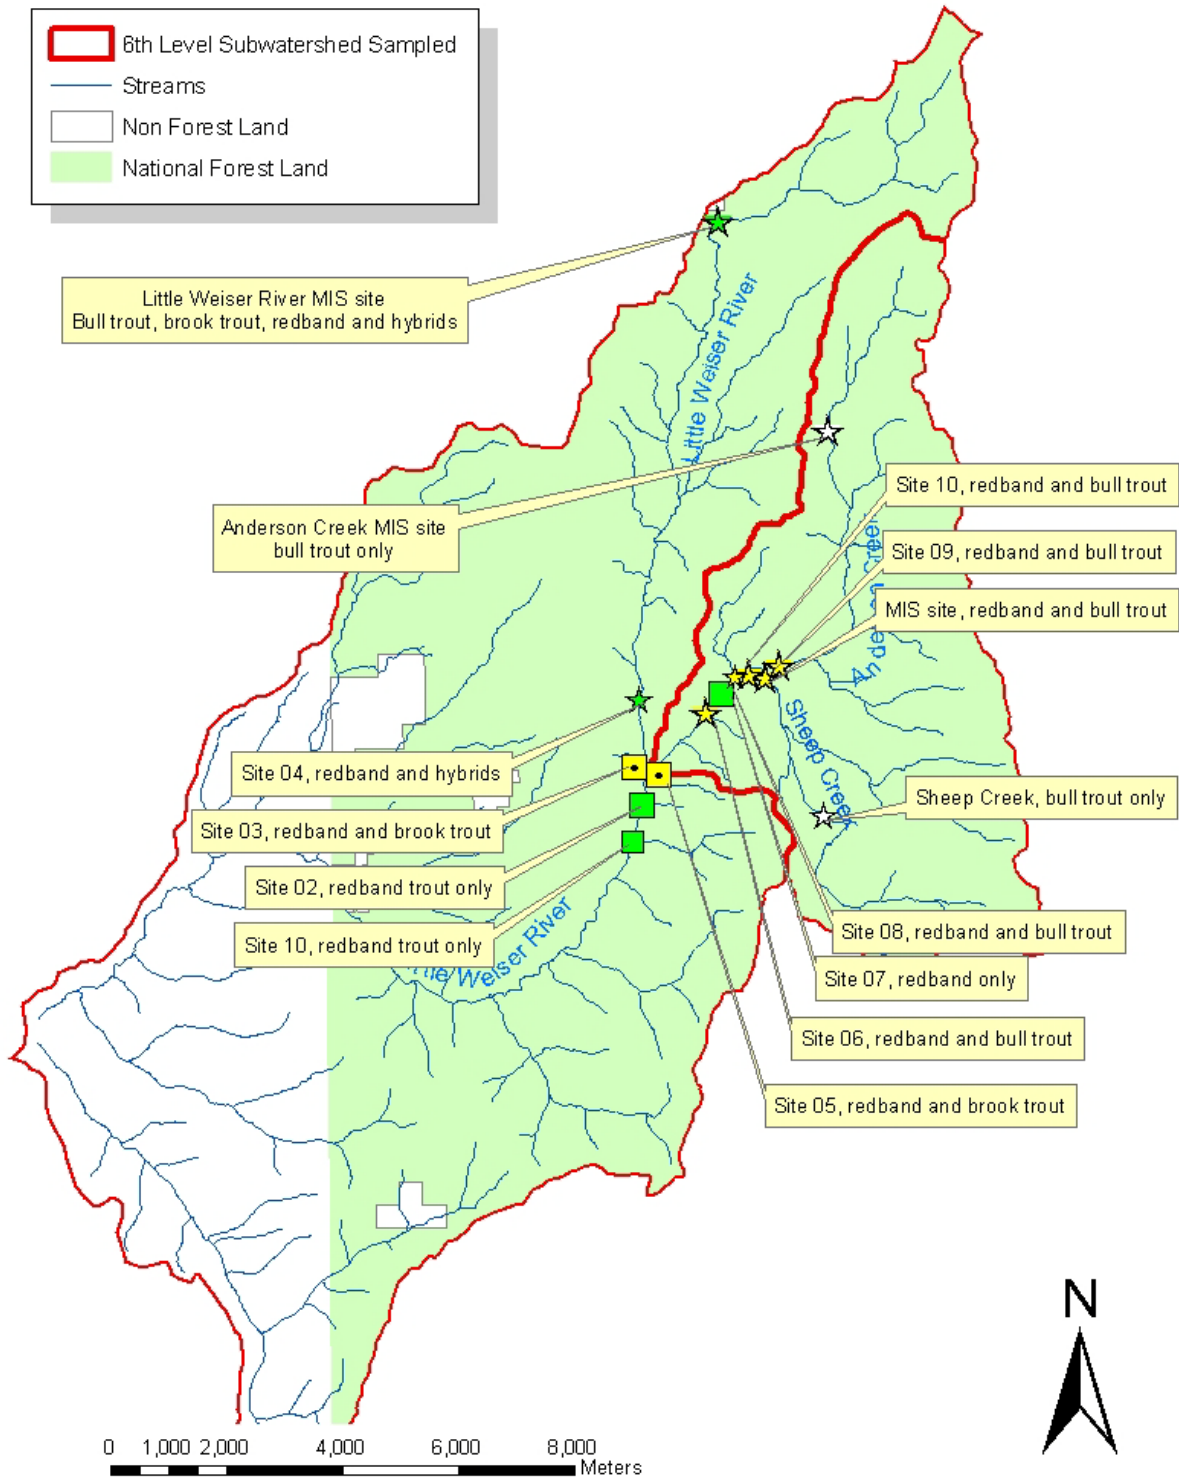 6th Level Subwatershed Sampled
Streams
Non Forest Land
National Forest Land
Little Weiser River MIS site
Bull trout, brook trout, redband and hybrids
Little Weiser River
Anderson Creek MIS site
bull trout only
Site 10, redband and bull trout
Site 09, redband and bull trout
MIS site, redband and bull trout
Sheep Creek
Site 04, redband and hybrids
Sheep Creek, bull trout only
Site 03, redband and brook trout
Site 02, redband trout only
Site 10, redband trout only
Weiser River
Site 08, redband and bull trout
Site 07, redband only
Site 06, redband and bull trout
Site 05, redband and brook trout
N
0 1,000 2,000 4,000 6,000 8,000
Meters